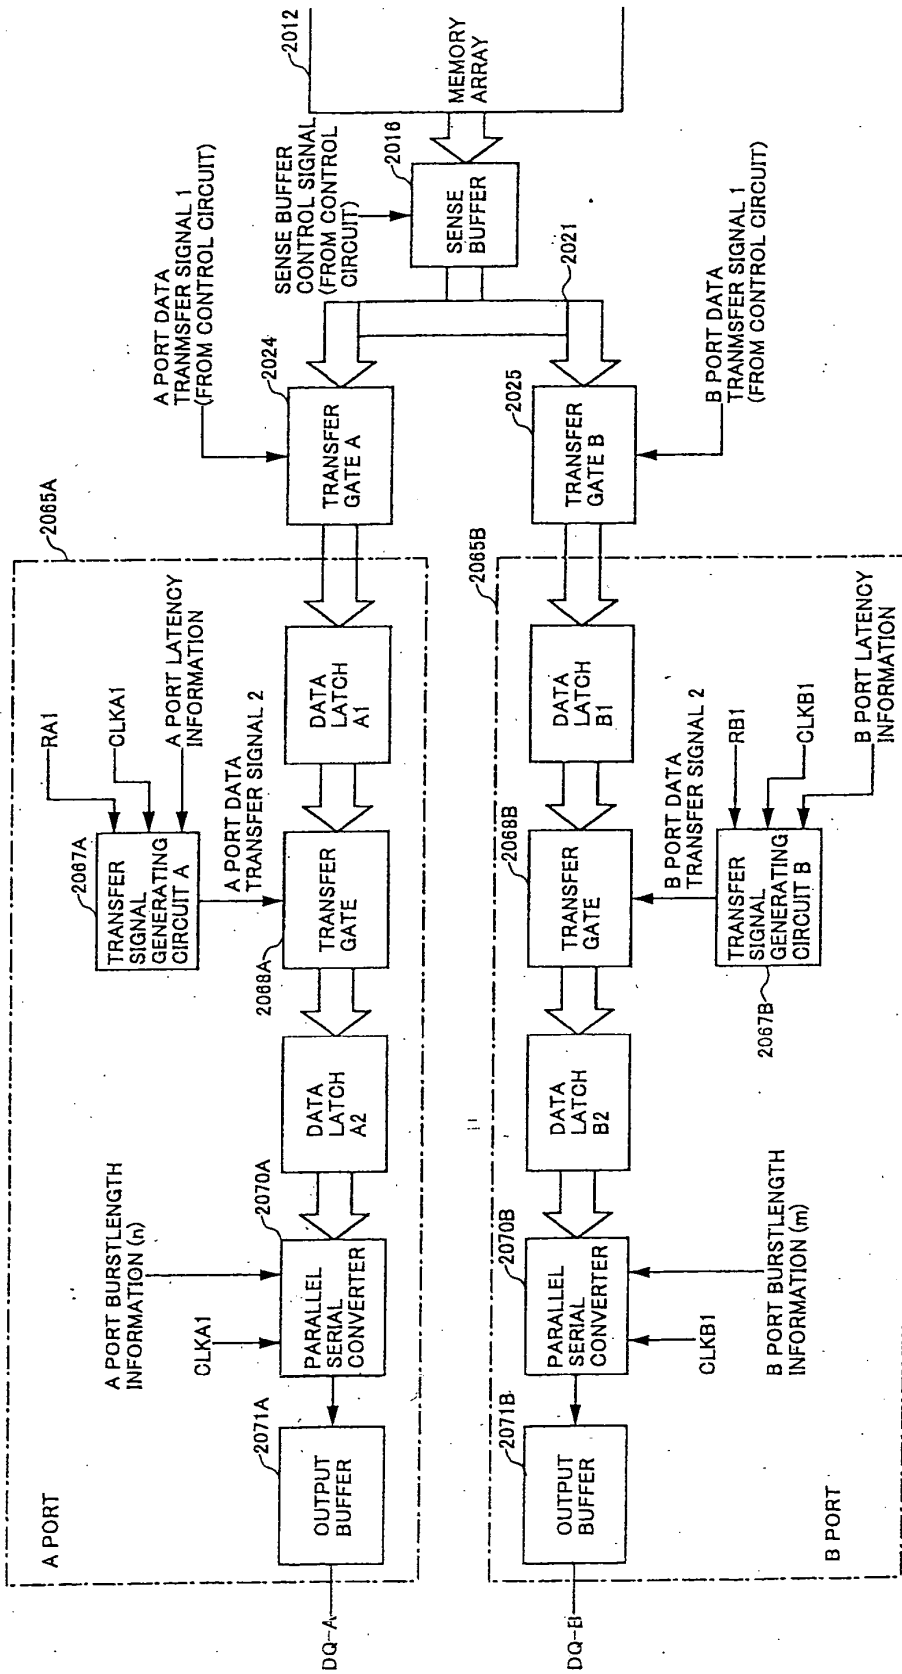 2012
MEMORY
ARRAY
SENSE BUFFER
CONTROL SIGNAL
(FROM CONTROL
CIRCUIT)
2016
SENSE
BUFFER
2021
A PORT DATA
TRANMSFER SIGNAL 1
(FROM CONTROL CIRCUIT)
2024
TRANSFER
GATE A
2025
TRANSFER
GATE B
B PORT DATA
TRANMSFER SIGNAL 1
(FROM CONTROL CIRCUIT)
2065A
A PORT
RA1
CLKA1
A PORT LATENCY
INFORMATION
2067A
TRANSFER
SIGNAL
GENERATING
CIRCUIT A
A PORT DATA
TRANSFER SIGNAL 2
DATA
LATCH
A1
2068A
TRANSFER
GATE
DATA
LATCH
A2
A PORT BURSTLENGTH
INFORMATION (n)
CLKA1
2070A
PARALLEL
SERIAL
CONVERTER
2071A
OUTPUT
BUFFER
DQ-A
2065B
B PORT
DATA
LATCH
B1
2068B
TRANSFER
GATE
B PORT DATA
TRANSFER SIGNAL 2
RB1
CLKB1
B PORT LATENCY
INFORMATION
TRANSFER
SIGNAL
GENERATING
CIRCUIT B
2067B
DATA
LATCH
B2
2070B
PARALLEL
SERIAL
CONVERTER
CLKB1
B PORT BURSTLENGTH
INFORMATION (m)
2071B
OUTPUT
BUFFER
DQ-B